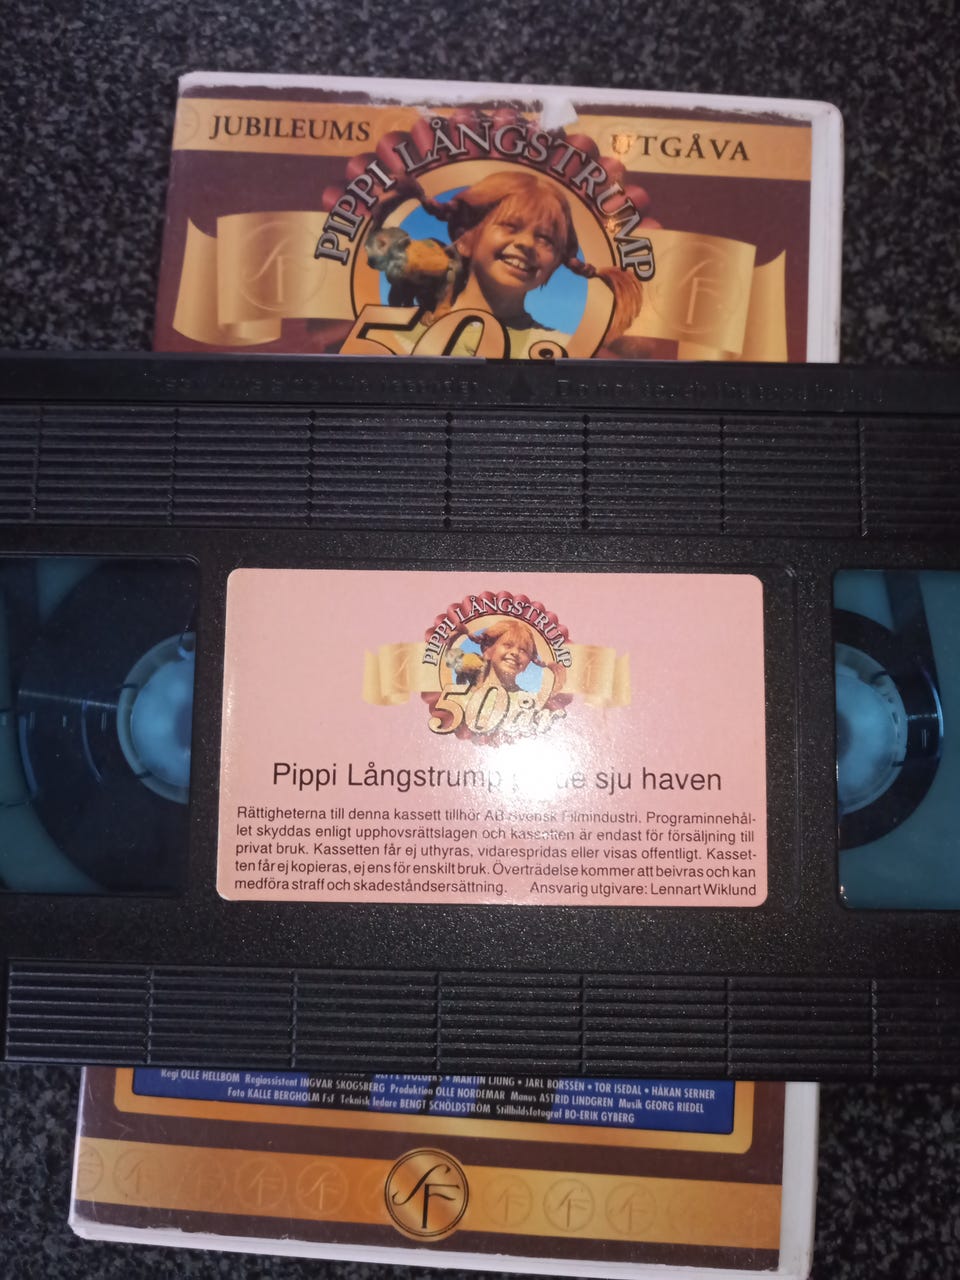 JUBILEUMS UTGÅVA
PIPPI LÅNGSTRUMP
50 år
PIPPI LÅNGSTRUMP
50 år
Pippi Långstrump de sju haven
Rättigheterna till denna kassett tillhör AB Svensk Filmindustri. Programinnehål-
let skyddas enligt upphovsrättslagen och kassetten är endast för försäljning till
privat bruk. Kassetten får ej uthyras, vidarespridas eller visas offentligt. Kasset-
ten får ej kopieras, ej ens för enskilt bruk. Överträdelse kommer att beivras och kan
medföra straff och skadeståndsersättning. Ansvarig utgivare: Lennart Wiklund
WOLGERS • MARTIN LJUNG • JARL BORSSÉN • TOR ISEDAL • HÅKAN SERNER
Regi OLLE HELLBOM Regiassistent INGVAR SKOGSBERG Produktion OLLE NORDEMAR Manus ASTRID LINDGREN Musik GEORG RIEDEL
Foto KALLE BERGHOLM FsF Teknisk ledare BENGT SCHÖLDSTRÖM Stillbildsfotograf BO-ERIK GYBERG
SF